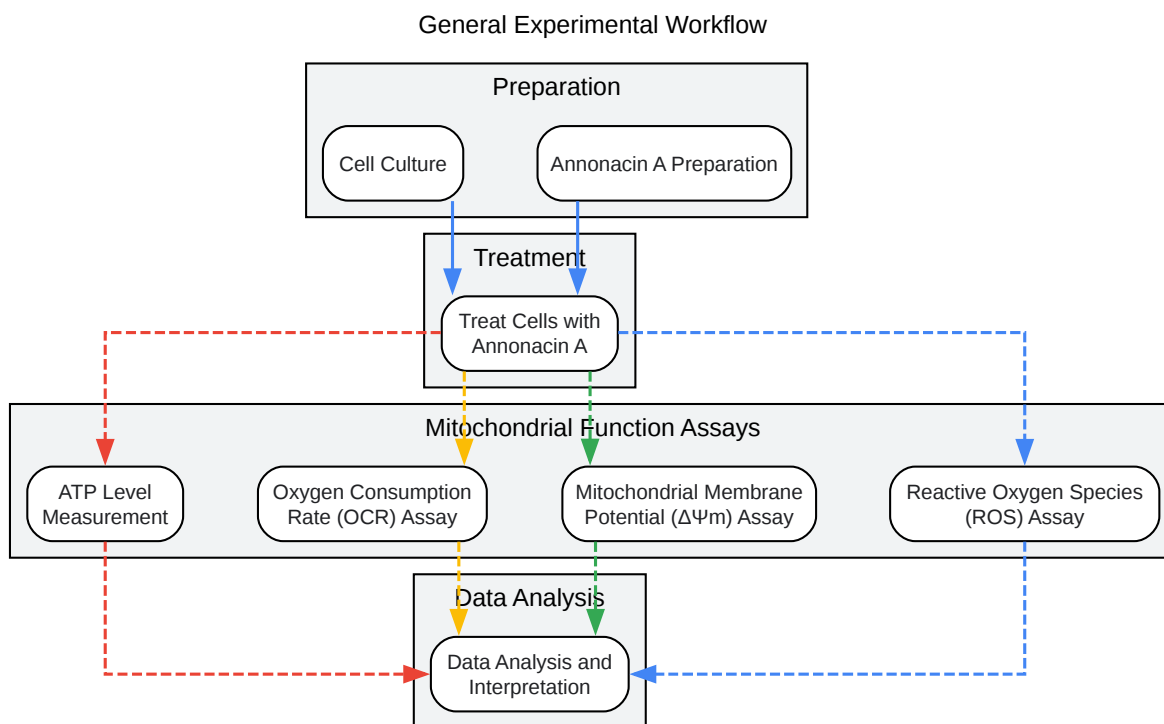 General Experimental Workflow
Preparation
Cell Culture
Annonacin A Preparation
Treatment
Treat Cells with
Annonacin A
Mitochondrial Function Assays
ATP Level
Measurement
Oxygen Consumption
Rate (OCR) Assay
Mitochondrial Membrane
Potential (ΔΨm) Assay
Reactive Oxygen Species
(ROS) Assay
Data Analysis
Data Analysis and
Interpretation